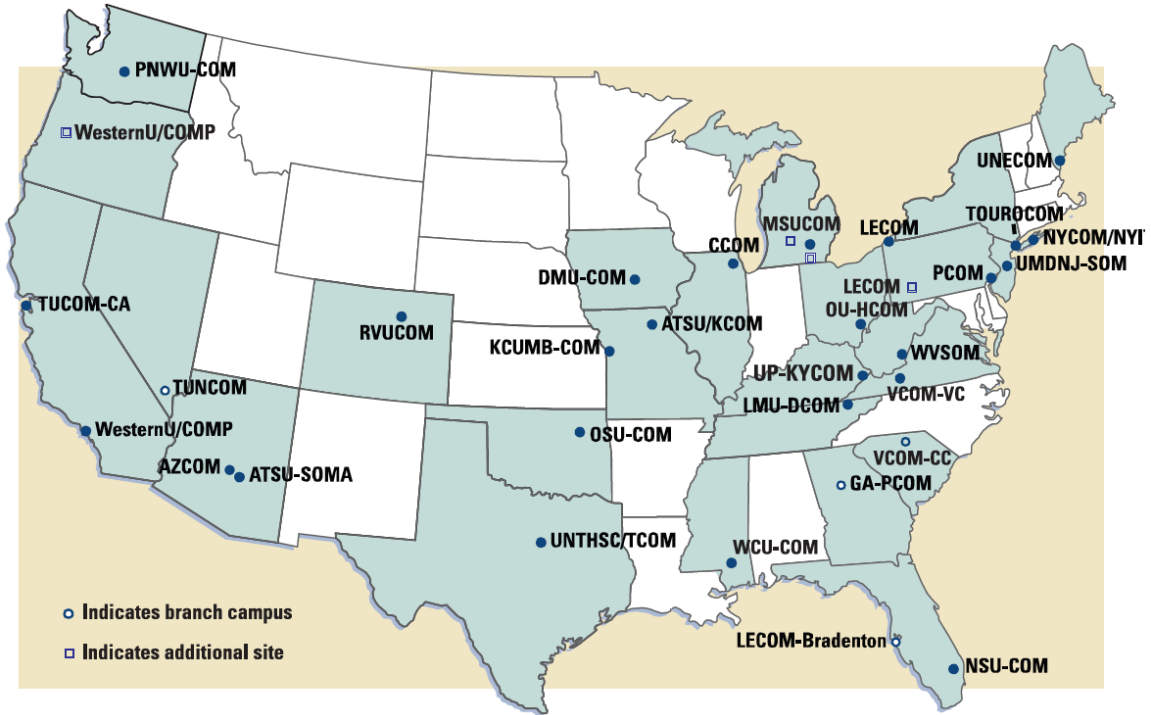 PNWU-COM
WesternU/COMP
UNECOM
TOUROCOM
MSUCOM
LECOM
NYCOM/NYI
CCOM
UMDNJ-SOM
DMU-COM
PCOM
LECOM
TUCOM-CA
OU-HCOM
RVUCOM
ATSU/KCOM
KCUMB-COM
WVSOM
UP-KYCOM
TUNCOM
VCOM-VC
LMU-DCOM
WesternU/COMP
OSU-COM
VCOM-CC
AZCOM
ATSU-SOMA
GA-PCOM
UNTHSC/TCOM
WCU-COM
Indicates branch campus
LECOM-Bradenton
Indicates additional site
NSU-COM